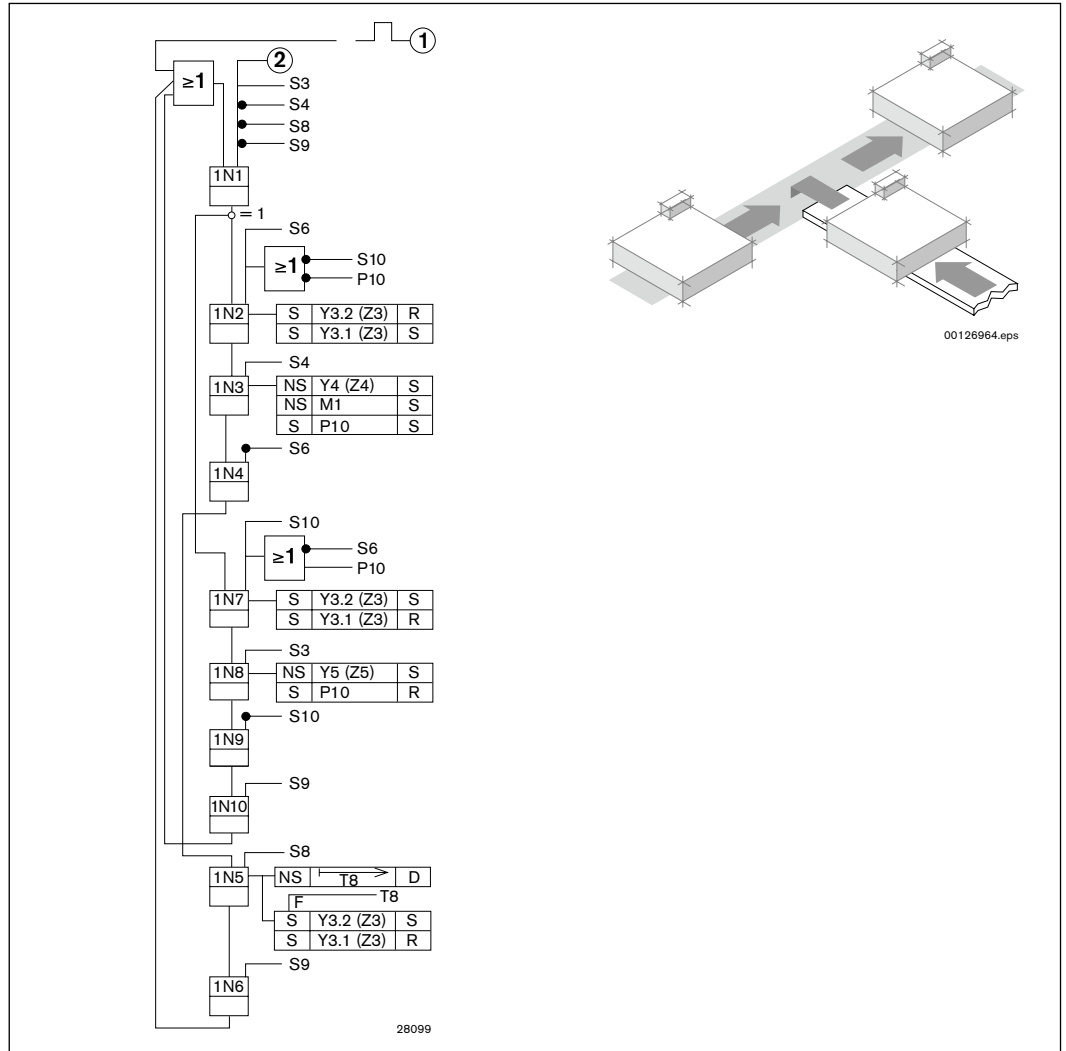 1
2
≥1
S3
S4
S8
S9
1N1
= 1
S6
≥1
S10
P10
1N2
S Y3.2 (Z3) R
S Y3.1 (Z3) S
S4
1N3
NS Y4 (Z4) S
NS M1 S
S P10 S
S6
1N4
S10
≥1
S6
P10
1N7
S Y3.2 (Z3) S
S Y3.1 (Z3) R
S3
1N8
NS Y5 (Z5) S
S P10 R
S10
1N9
S9
1N10
S8
1N5
NS T8 D
F T8
S Y3.2 (Z3) S
S Y3.1 (Z3) R
S9
1N6
28099
00126964.eps